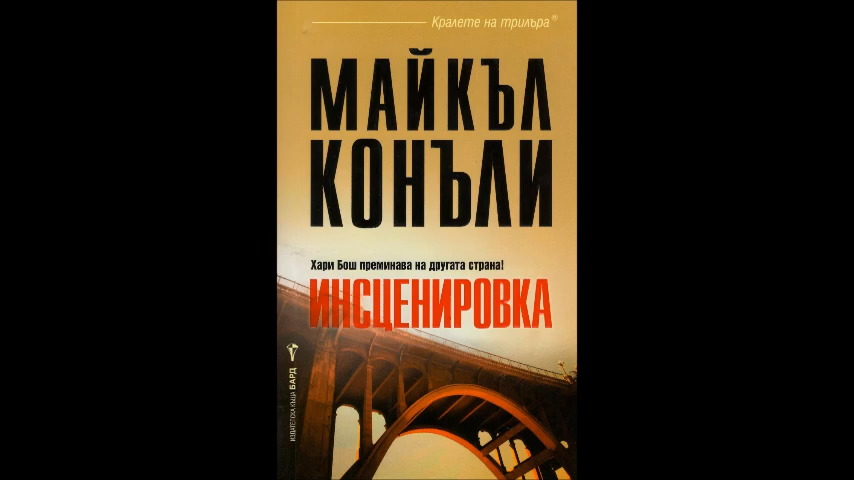 Кралете на трилъра®
МАЙКЪЛ
КОНЪЛИ
Хари Бош преминава на другата страна!
ИНСЦЕНИРОВКА
ИЗДАТЕЛСКА КЪЩА БАРД